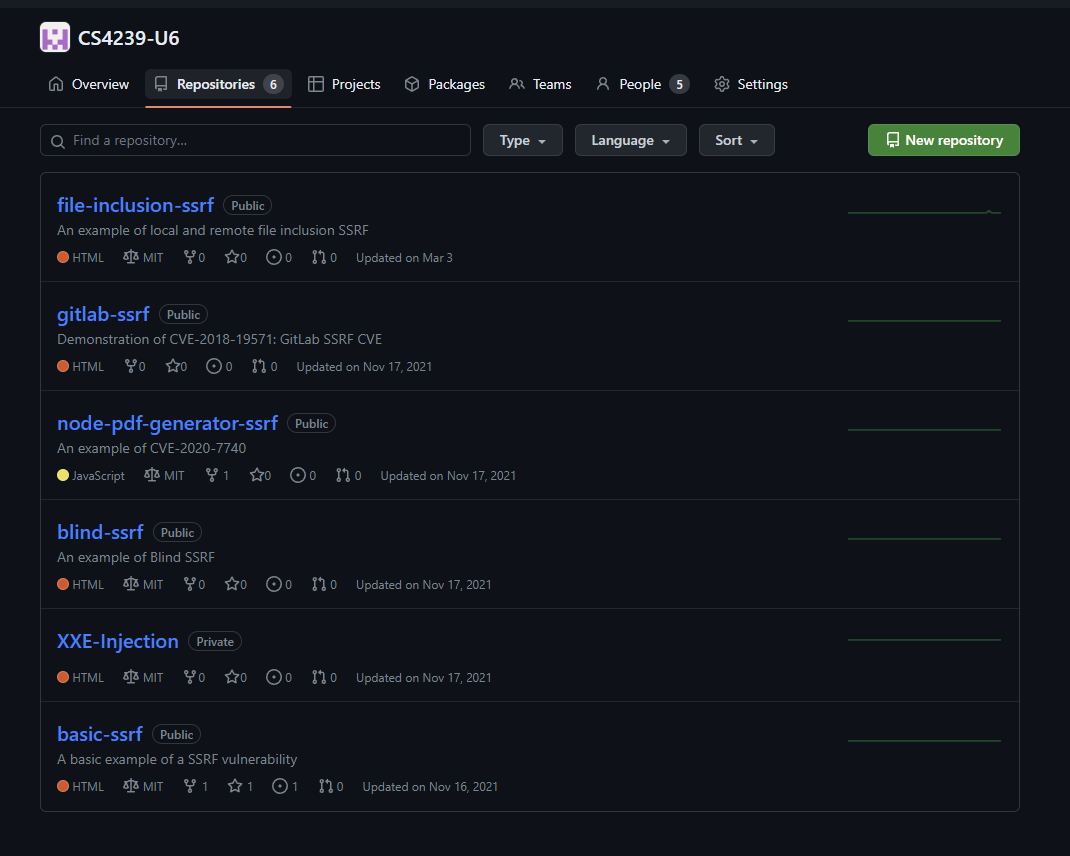 CS4239-U6
Overview Repositories 6 Projects Packages Teams People 5 Settings
Find a repository... Type Language Sort New repository
file-inclusion-ssrf Public
An example of local and remote file inclusion SSRF
HTML MIT 0 0 0 0 Updated on Mar 3
gitlab-ssrf Public
Demonstration of CVE-2018-19571: GitLab SSRF CVE
HTML 0 0 0 0 Updated on Nov 17, 2021
node-pdf-generator-ssrf Public
An example of CVE-2020-7740
JavaScript MIT 1 0 0 0 Updated on Nov 17, 2021
blind-ssrf Public
An example of Blind SSRF
HTML MIT 0 0 0 0 Updated on Nov 17, 2021
XXE-Injection Private
HTML MIT 0 0 0 0 Updated on Nov 17, 2021
basic-ssrf Public
A basic example of a SSRF vulnerability
HTML MIT 1 1 1 0 Updated on Nov 16, 2021